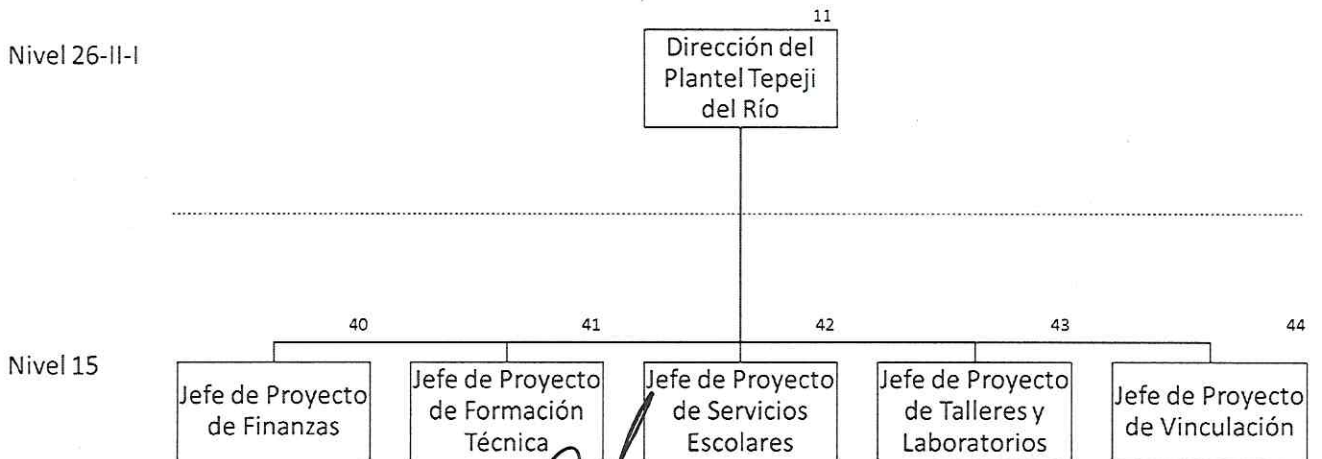 11
Nivel 26-II-I
Dirección del
Plantel Tepeji
del Río
40
41
42
43
44
Nivel 15
Jefe de Proyecto
de Finanzas
Jefe de Proyecto
de Formación
Técnica
Jefe de Proyecto
de Servicios
Escolares
Jefe de Proyecto
de Talleres y
Laboratorios
Jefe de Proyecto
de Vinculación